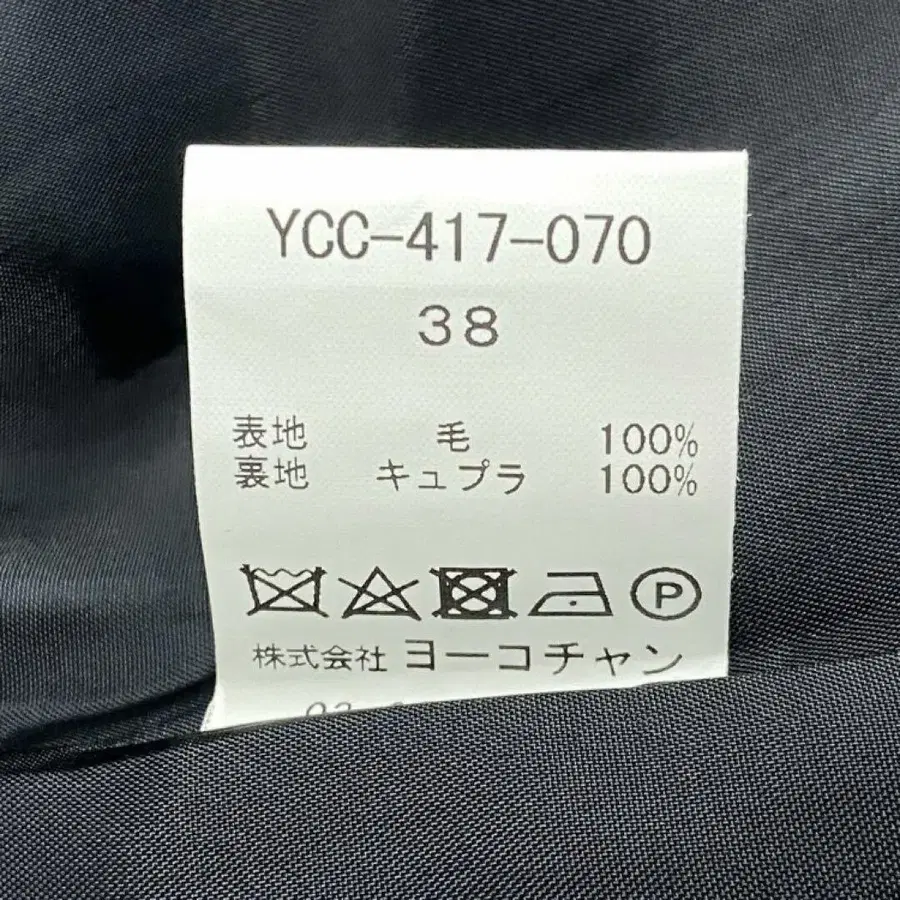 YCC-417-070
38
表地 毛 100%
裏地 キュプラ 100%
P
株式会社 ヨーコチャン